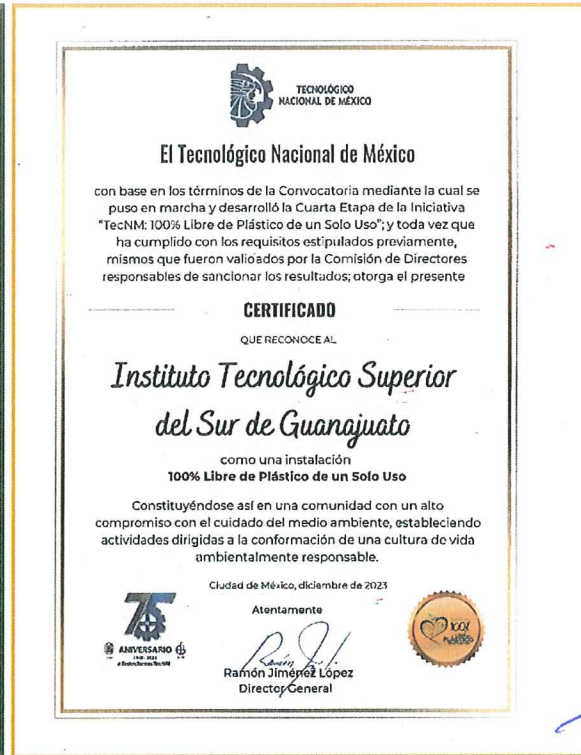 TECNOLÓGICO
NACIONAL DE MÉXICO
El Tecnológico Nacional de México
con base en los términos de la Convocatoria mediante la cual se
puso en marcha y desarrolló la Cuarta Etapa de la Iniciativa
"TecNM: 100% Libre de Plástico de un Solo Uso"; y toda vez que
ha cumplido con los requisitos estipulados previamente,
mismos que fueron validados por la Comisión de Directores
responsables de sancionar los resultados; otorga el presente
CERTIFICADO
QUE RECONOCE AL
Instituto Tecnológico Superior
del Sur de Guanajuato
como una instalación
100% Libre de Plástico de un Solo Uso
Constituyéndose así en una comunidad con un alto
compromiso con el cuidado del medio ambiente, estableciendo
actividades dirigidas a la conformación de una cultura de vida
ambientalmente responsable.
Ciudad de México, diciembre de 2023
Atentamente
Ramón Jiménez López
Director General
75
ANIVERSARIO
100%